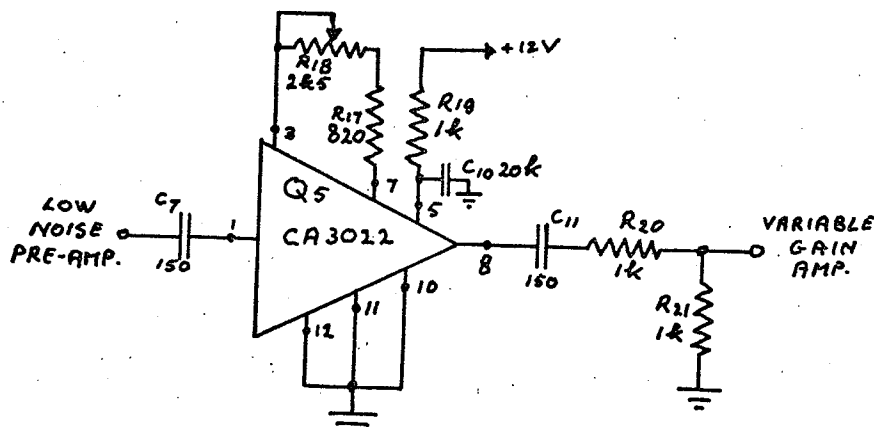 +12V
R18
2k5
R19
1k
R17
820
3
C10 20k
7
Q5
5
C7
C11
LOW
NOISE
PRE-AMP.
1
CA3022
R20
VARIABLE
GAIN
AMP.
8
150
10
150
1k
11
R21
1k
12